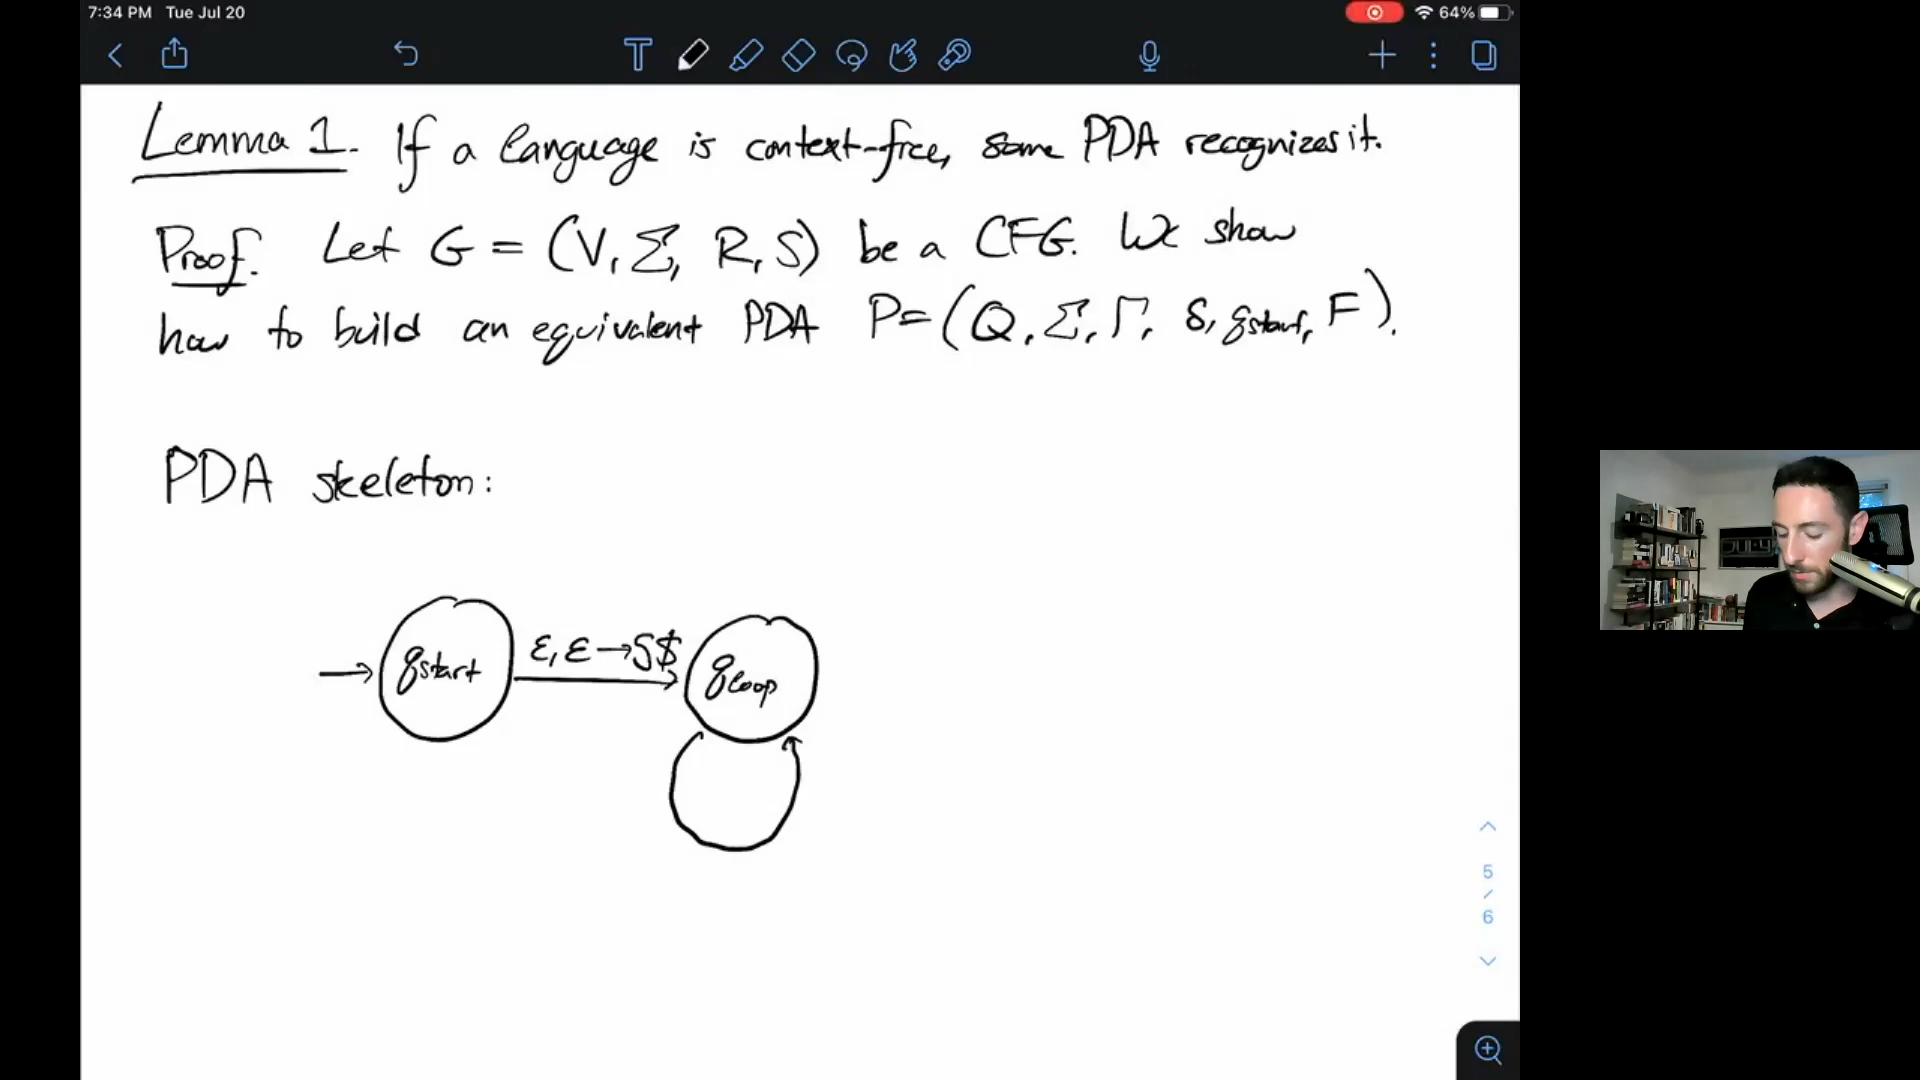 7:34 PM Tue Jul 20
64%
Lemma 1. If a language is context-free, some PDA recognizes it.
Proof. Let G = (V, Σ, R, S) be a CFG. We show
how to build an equivalent PDA P = (Q, Σ, Γ, δ, qstart, F).
PDA skeleton:
qstart ε, ε → S$ qloop
5
/
6